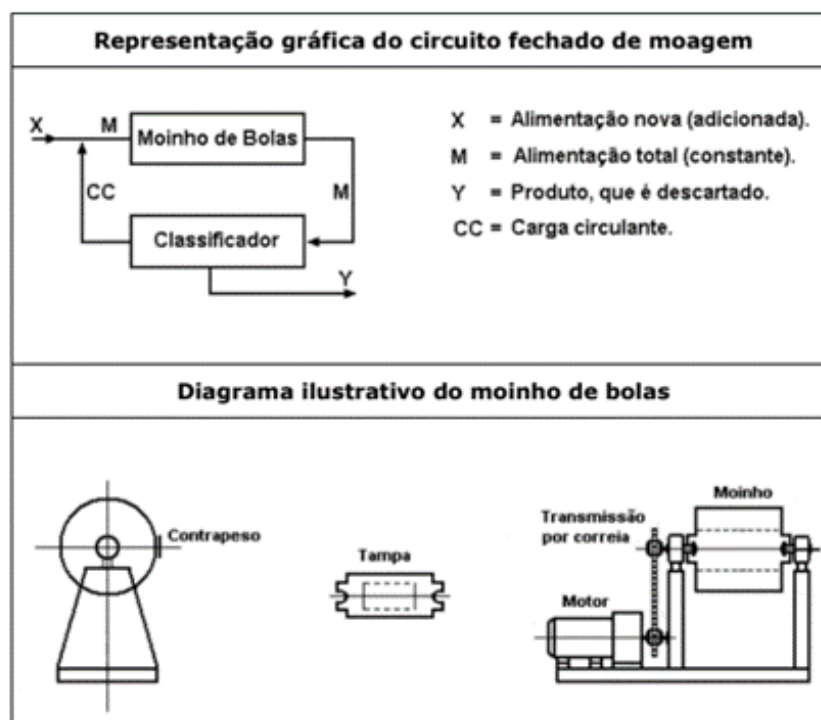 Representação gráfica do circuito fechado de moagem
X
M
Moinho de Bolas
CC
M
Classificador
Y
X = Alimentação nova (adicionada).
M = Alimentação total (constante).
Y = Produto, que é descartado.
CC = Carga circulante.
Diagrama ilustrativo do moinho de bolas
Contrapeso
Tampa
Transmissão
por correia
Motor
Moinho